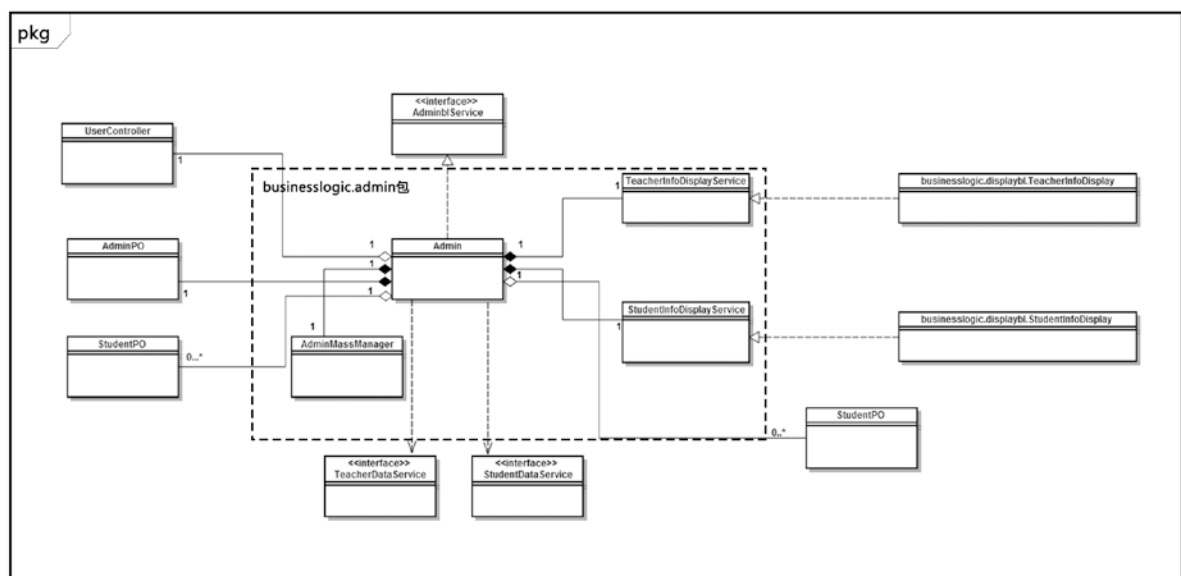 pkg
<<interface>>
AdminblService
UserController
1
businesslogic.admin包
1
TeacherInfoDisplayService
businesslogic.displaybl.TeacherInfoDisplay
AdminPO
1
1
Admin
1
1
1
1
1
StudentInfoDisplayService
businesslogic.displaybl.StudentInfoDisplay
1
StudentPO
0...*
1
AdminMassManager
StudentPO
0..*
<<interface>>
TeacherDataService
<<interface>>
StudentDataService